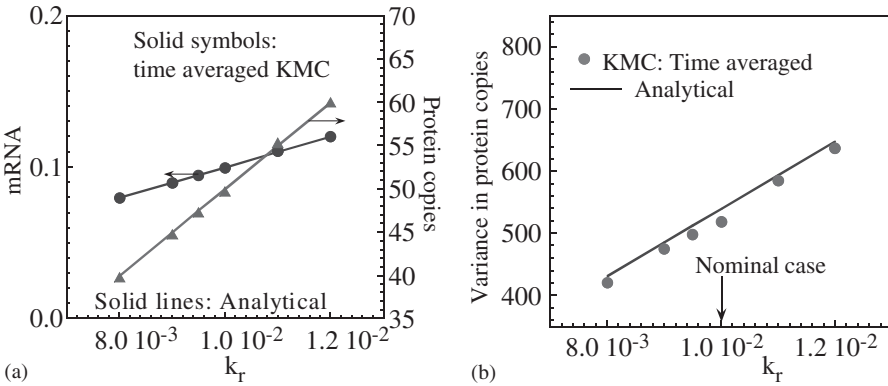 0.2
0.1
0.0
mRNA
Solid symbols:
time averaged KMC
Solid lines: Analytical
70
65
60
55
50
45
40
35
Protein copies
8.0 10-3
1.0 10-2
1.2 10-2
kr
(a)
800
700
600
500
400
Variance in protein copies
KMC: Time averaged
Analytical
Nominal case
8.0 10-3
1.0 10-2
1.2 10-2
kr
(b)